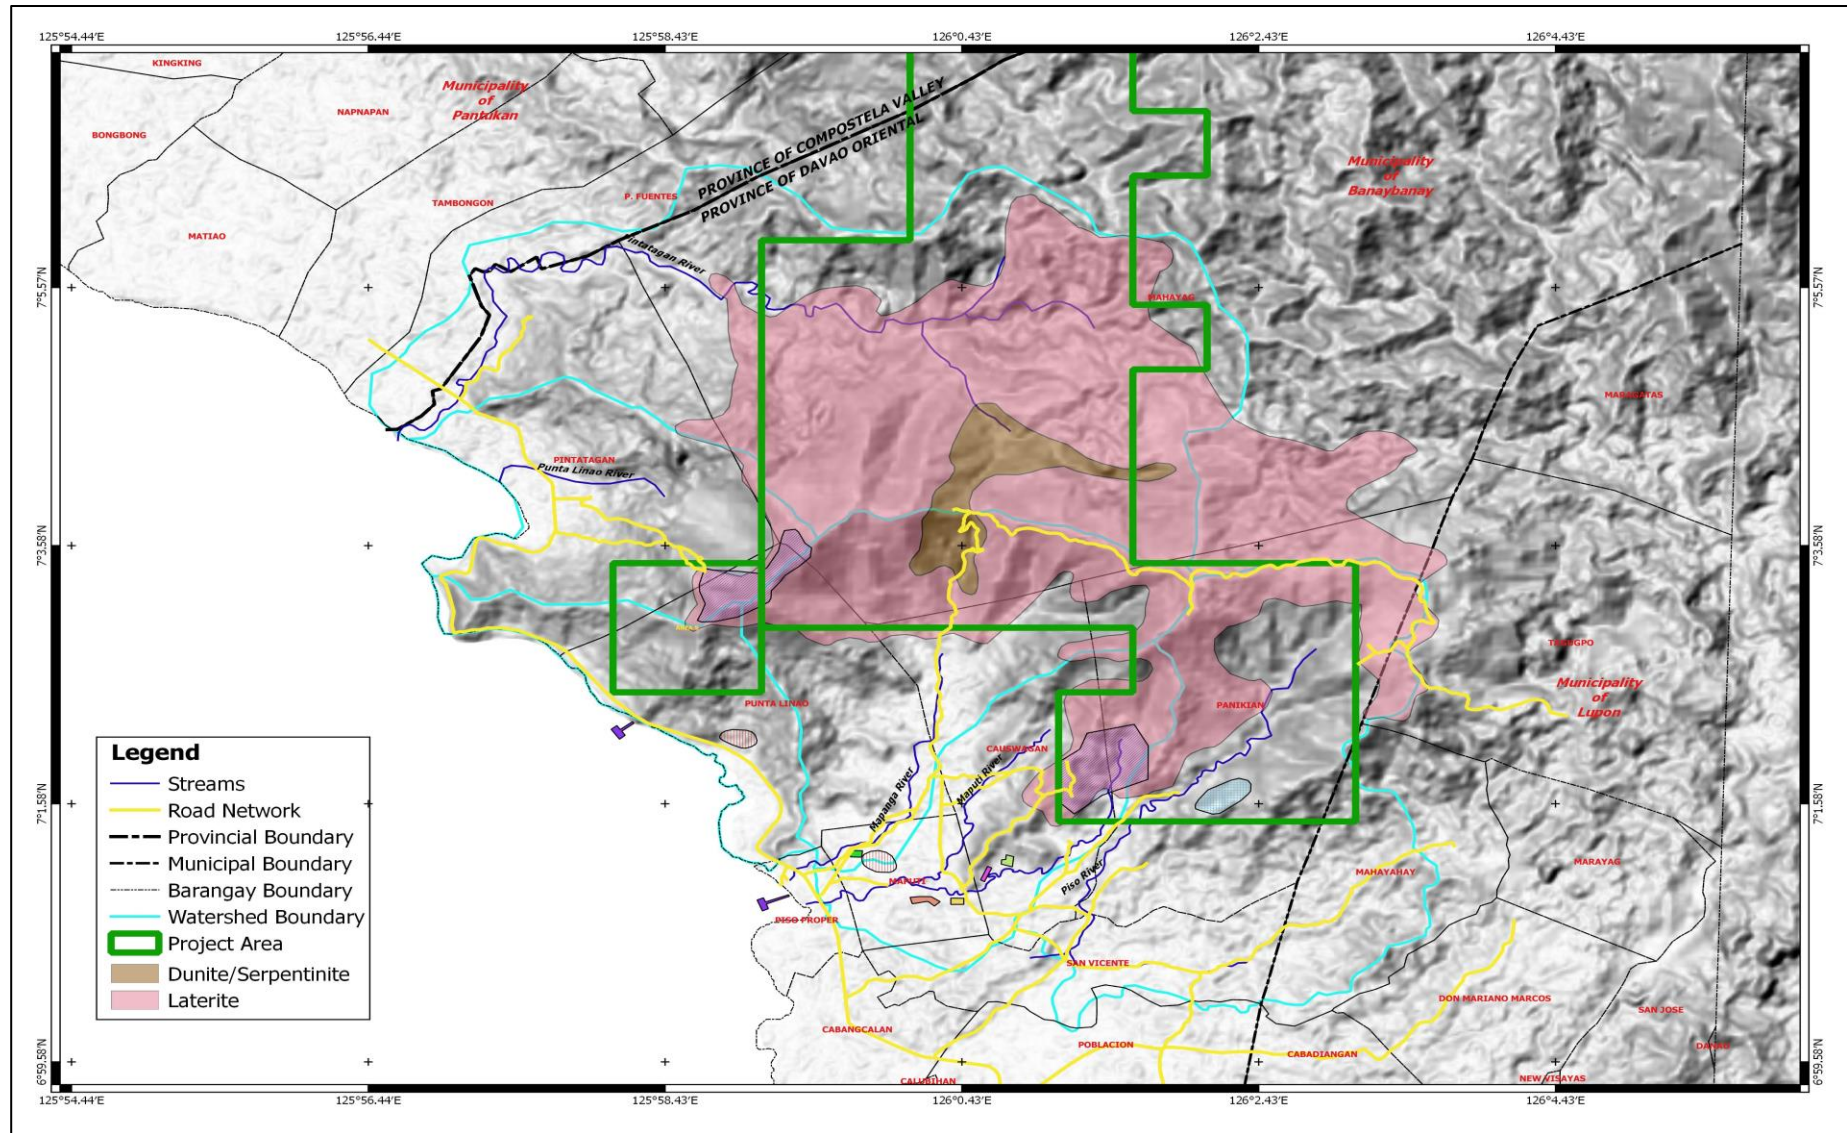 125°54.44'E
125°56.44'E
125°58.43'E
126°0.43'E
126°2.43'E
126°4.43'E
KINGKING
Municipality
of
Pantukan
NAPNAPAN
BONGBONG
PROVINCE OF COMPOSTELA VALLEY
PROVINCE OF DAVAO ORIENTAL
Municipality
of
Banaybanay
P. FUENTES
TAMBONGON
MATIAO
Pintatagan River
7°5.57'N
7°5.57'N
MAHAYAG
MARAGATAS
PINTATAGAN
Punta Linao River
7°3.58'N
7°3.58'N
TAGUGPO
Municipality
of
Lupon
PUNTA LINAO
PANIKIAN
CAUSWAGAN
Mapanga River
Maputi River
7°1.58'N
7°1.58'N
Legend
Streams
Road Network
Provincial Boundary
Municipal Boundary
Barangay Boundary
Watershed Boundary
Project Area
Dunite/Serpentinite
Laterite
MARAYAG
MAHAYAHAY
Piso River
MAPUTI
PISO PROPER
SAN VICENTE
DON MARIANO MARCOS
SAN JOSE
CABANGCALAN
POBLACION
CABADIANGAN
CALUBIHAN
NEW VISAYAS
6°59.58'N
6°59.58'N
125°54.44'E
125°56.44'E
125°58.43'E
126°0.43'E
126°2.43'E
126°4.43'E